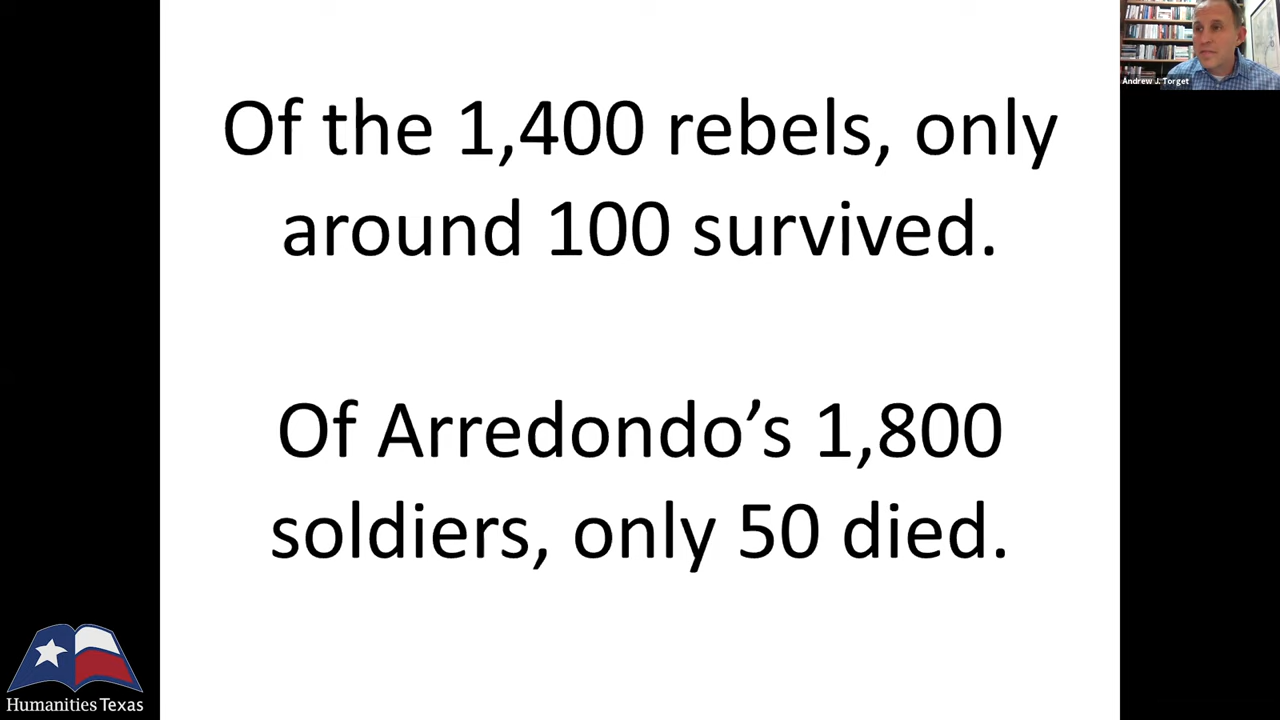 Andrew J. Torget
Of the 1,400 rebels, only
around 100 survived.
Of Arredondo’s 1,800
soldiers, only 50 died.
Humanities Texas